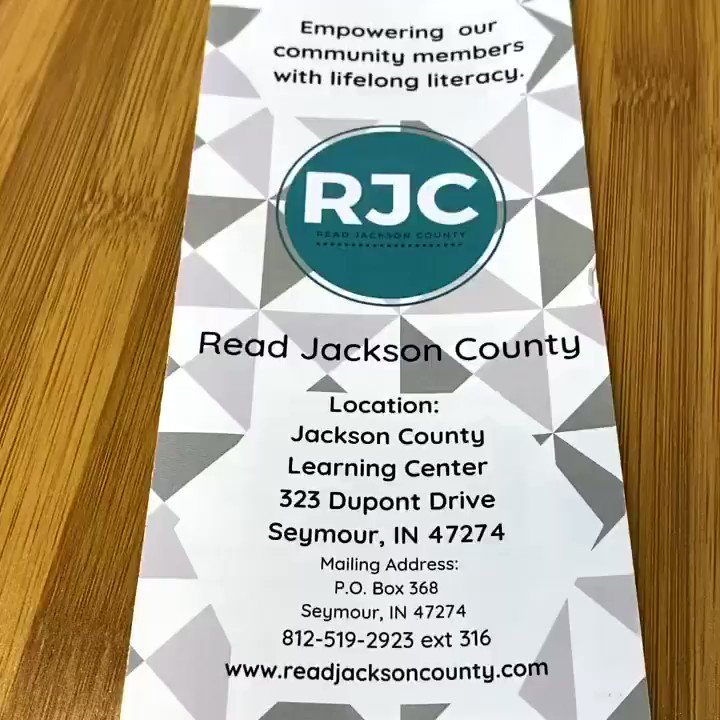 Empowering our
community members
with lifelong literacy.
RJC
READ JACKSON COUNTY
Read Jackson County
Location:
Jackson County
Learning Center
323 Dupont Drive
Seymour, IN 47274
Mailing Address:
P.O. Box 368
Seymour, IN 47274
812-519-2923 ext 316
www.readjacksoncounty.com